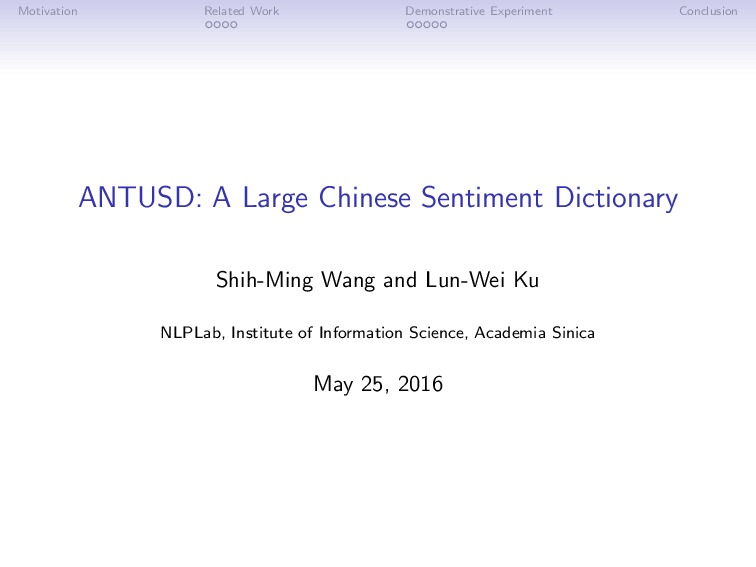 Motivation Related Work Demonstrative Experiment Conclusion
ANTUSD: A Large Chinese Sentiment Dictionary
Shih-Ming Wang and Lun-Wei Ku
NLPLab, Institute of Information Science, Academia Sinica
May 25, 2016